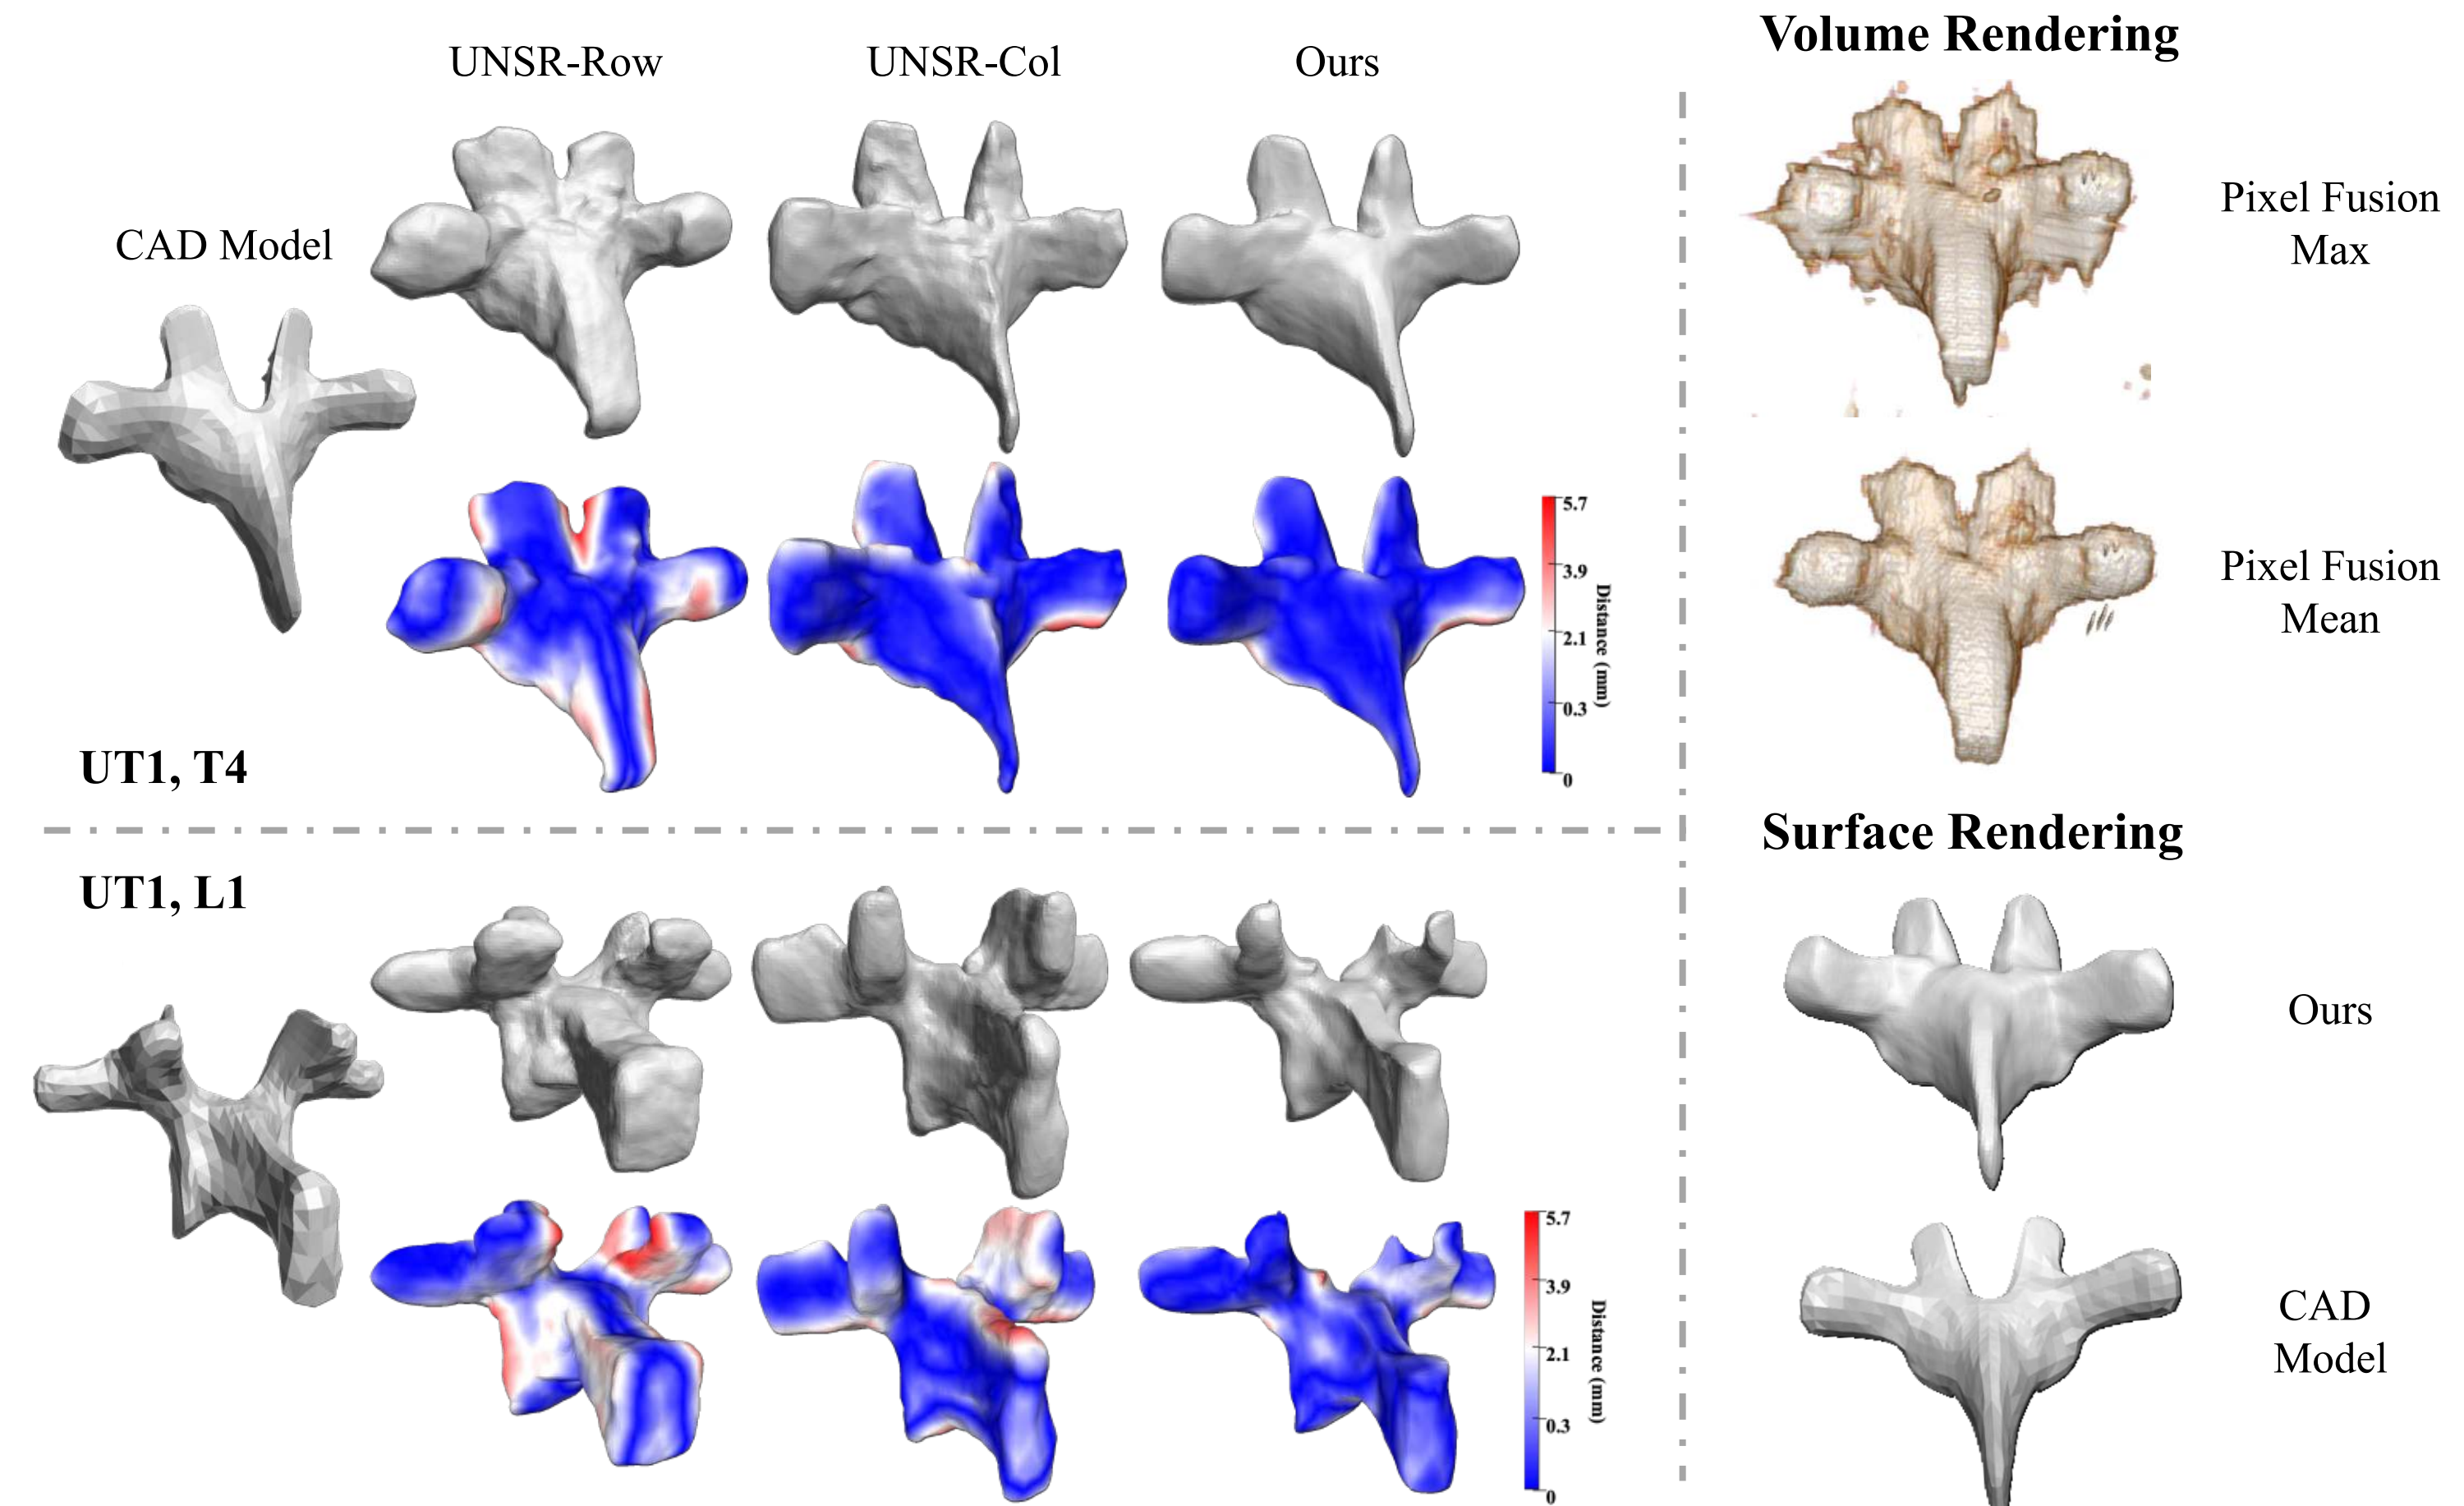 UNSR-Row
UNSR-Col
Ours
CAD Model
5.7
3.9
2.1
0.3
0
Distance (mm)
UT1, T4
UT1, L1
5.7
3.9
2.1
0.3
0
Distance (mm)
Volume Rendering
Pixel Fusion
Max
Pixel Fusion
Mean
Surface Rendering
Ours
CAD
Model